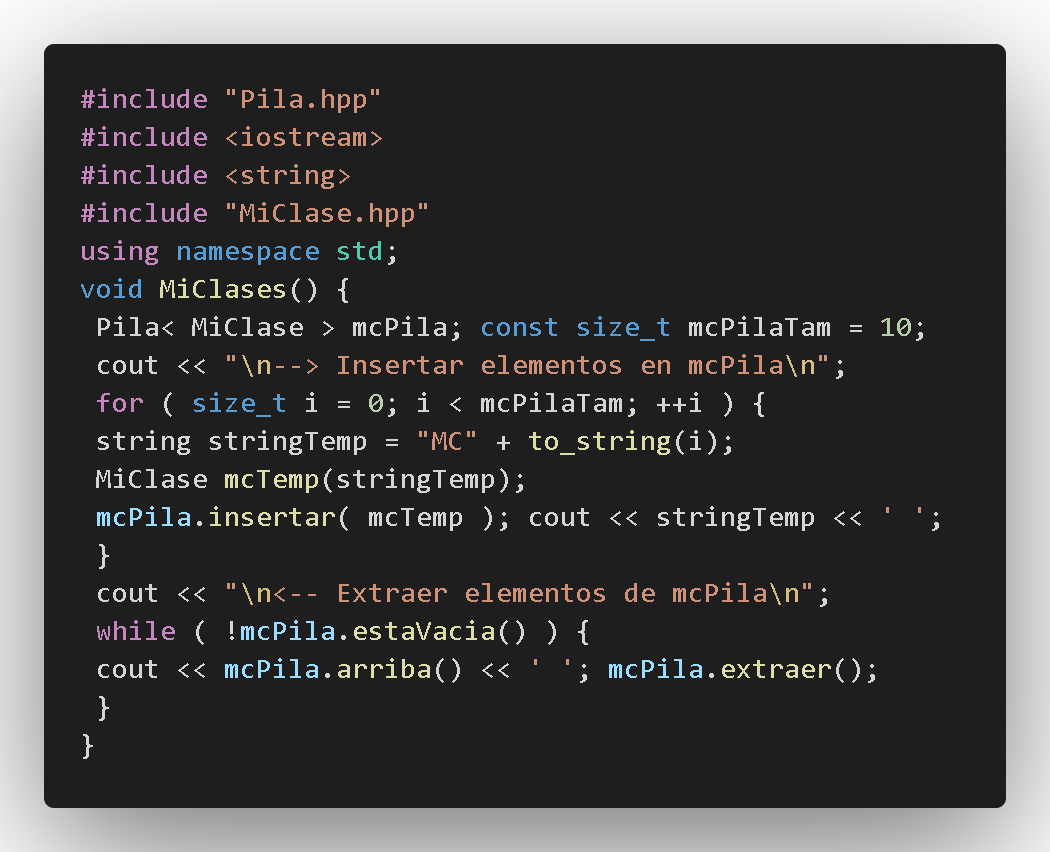 #include "Pila.hpp"
#include <iostream>
#include <string>
#include "MiClase.hpp"
using namespace std;
void MiClases() {
 Pila< MiClase > mcPila; const size_t mcPilaTam = 10;
 cout << "\n--> Insertar elementos en mcPila\n";
 for ( size_t i = 0; i < mcPilaTam; ++i ) {
 string stringTemp = "MC" + to_string(i);
 MiClase mcTemp(stringTemp);
 mcPila.insertar( mcTemp ); cout << stringTemp << ' ';
 }
 cout << "\n<-- Extraer elementos de mcPila\n";
 while ( !mcPila.estaVacia() ) {
 cout << mcPila.arriba() << ' '; mcPila.extraer();
 }
}